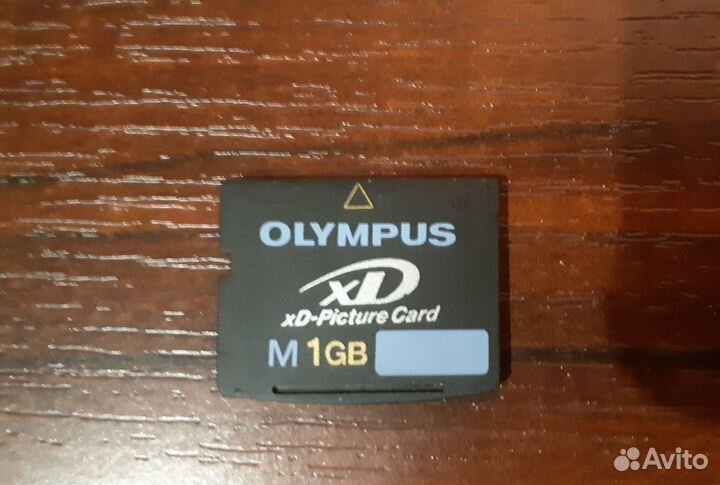 OLYMPUS
xD
xD-Picture Card
M 1GB
Avito